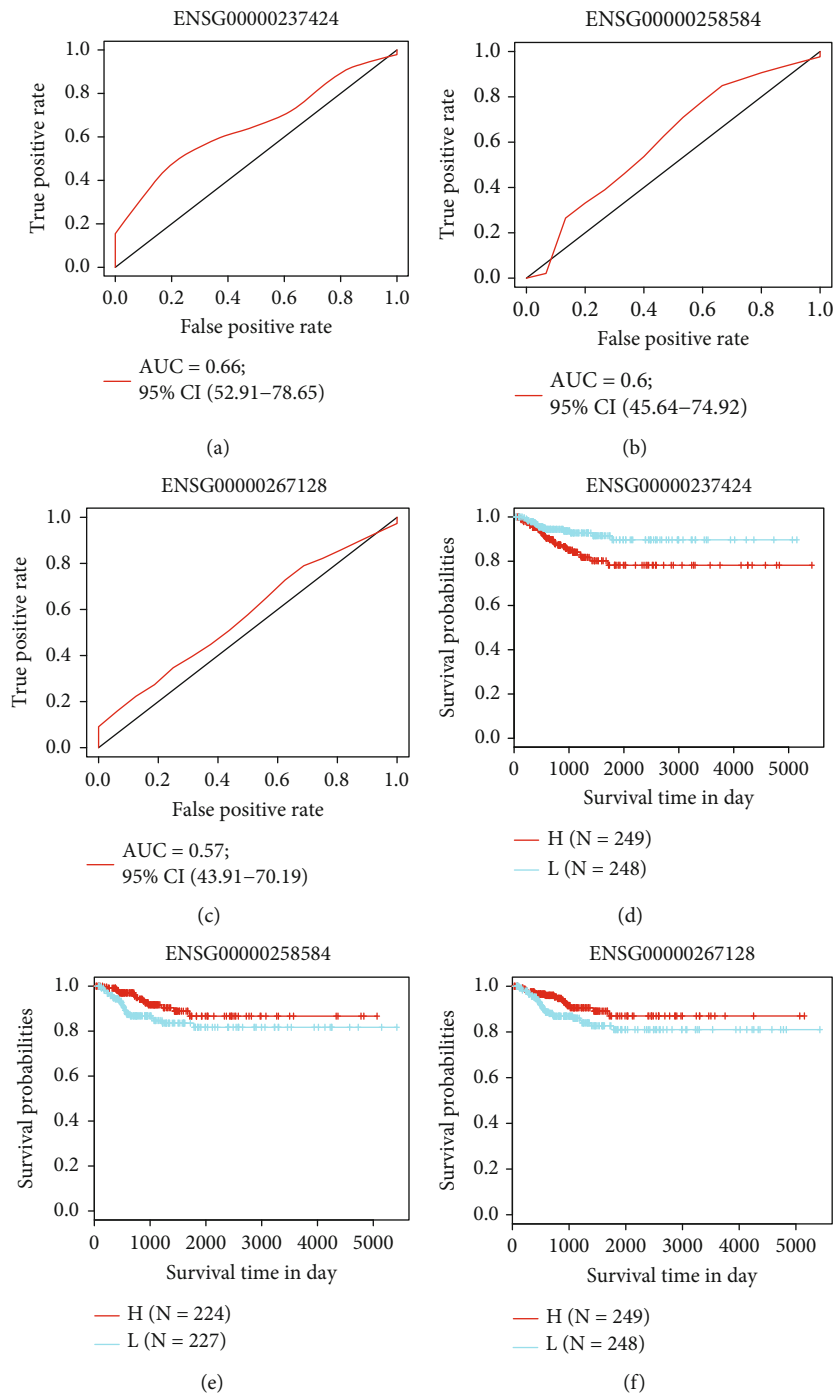 ENSG00000237424
True positive rate
1.0
0.8
0.6
0.4
0.2
0.0
0.0 0.2 0.4 0.6 0.8 1.0
False positive rate
AUC = 0.66;
95% CI (52.91–78.65)
(a)
ENSG00000258584
True positive rate
1.0
0.8
0.6
0.4
0.2
0.0
0.0 0.2 0.4 0.6 0.8 1.0
False positive rate
AUC = 0.6;
95% CI (45.64–74.92)
(b)
ENSG00000267128
True positive rate
1.0
0.8
0.6
0.4
0.2
0.0
0.0 0.2 0.4 0.6 0.8 1.0
False positive rate
AUC = 0.57;
95% CI (43.91–70.19)
(c)
ENSG00000237424
Survival probabilities
1.0
0.8
0.6
0.4
0.2
0.0
0 1000 2000 3000 4000 5000
Survival time in day
H (N = 249)
L (N = 248)
(d)
ENSG00000258584
Survival probabilities
1.0
0.8
0.6
0.4
0.2
0.0
0 1000 2000 3000 4000 5000
Survival time in day
H (N = 224)
L (N = 227)
(e)
ENSG00000267128
Survival probabilities
1.0
0.8
0.6
0.4
0.2
0.0
0 1000 2000 3000 4000 5000
Survival time in day
H (N = 249)
L (N = 248)
(f)